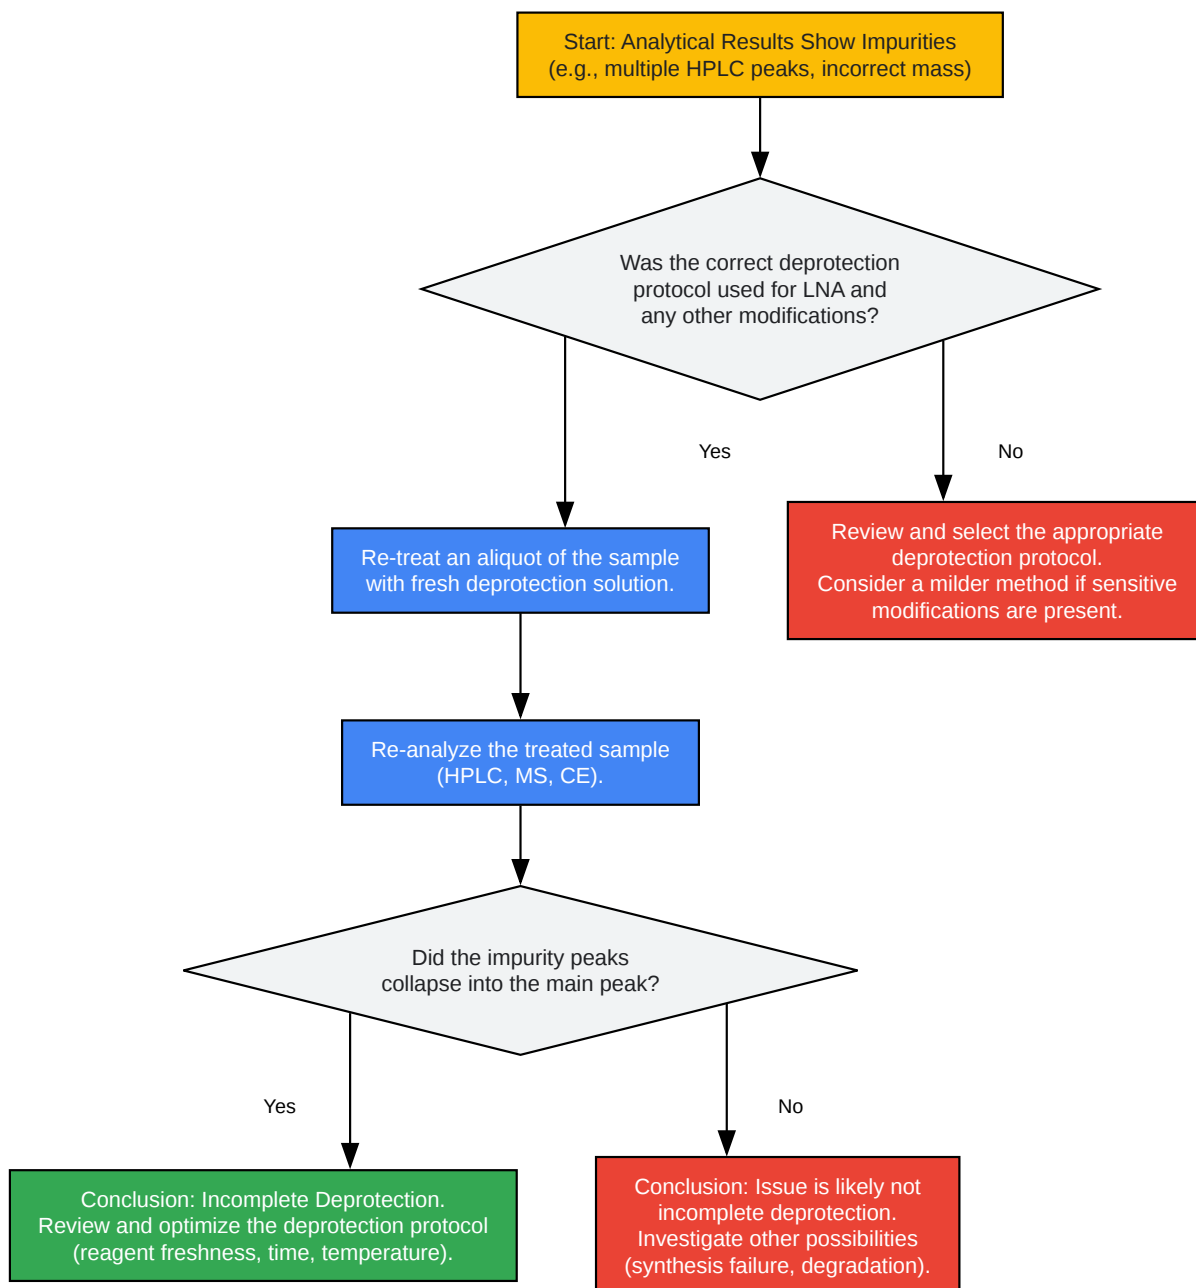 Start: Analytical Results Show Impurities
(e.g., multiple HPLC peaks, incorrect mass)
Was the correct deprotection
protocol used for LNA and
any other modifications?
Yes
No
Re-treat an aliquot of the sample
with fresh deprotection solution.
Review and select the appropriate
deprotection protocol.
Consider a milder method if sensitive
modifications are present.
Re-analyze the treated sample
(HPLC, MS, CE).
Did the impurity peaks
collapse into the main peak?
Yes
No
Conclusion: Incomplete Deprotection.
Review and optimize the deprotection protocol
(reagent freshness, time, temperature).
Conclusion: Issue is likely not
incomplete deprotection.
Investigate other possibilities
(synthesis failure, degradation).